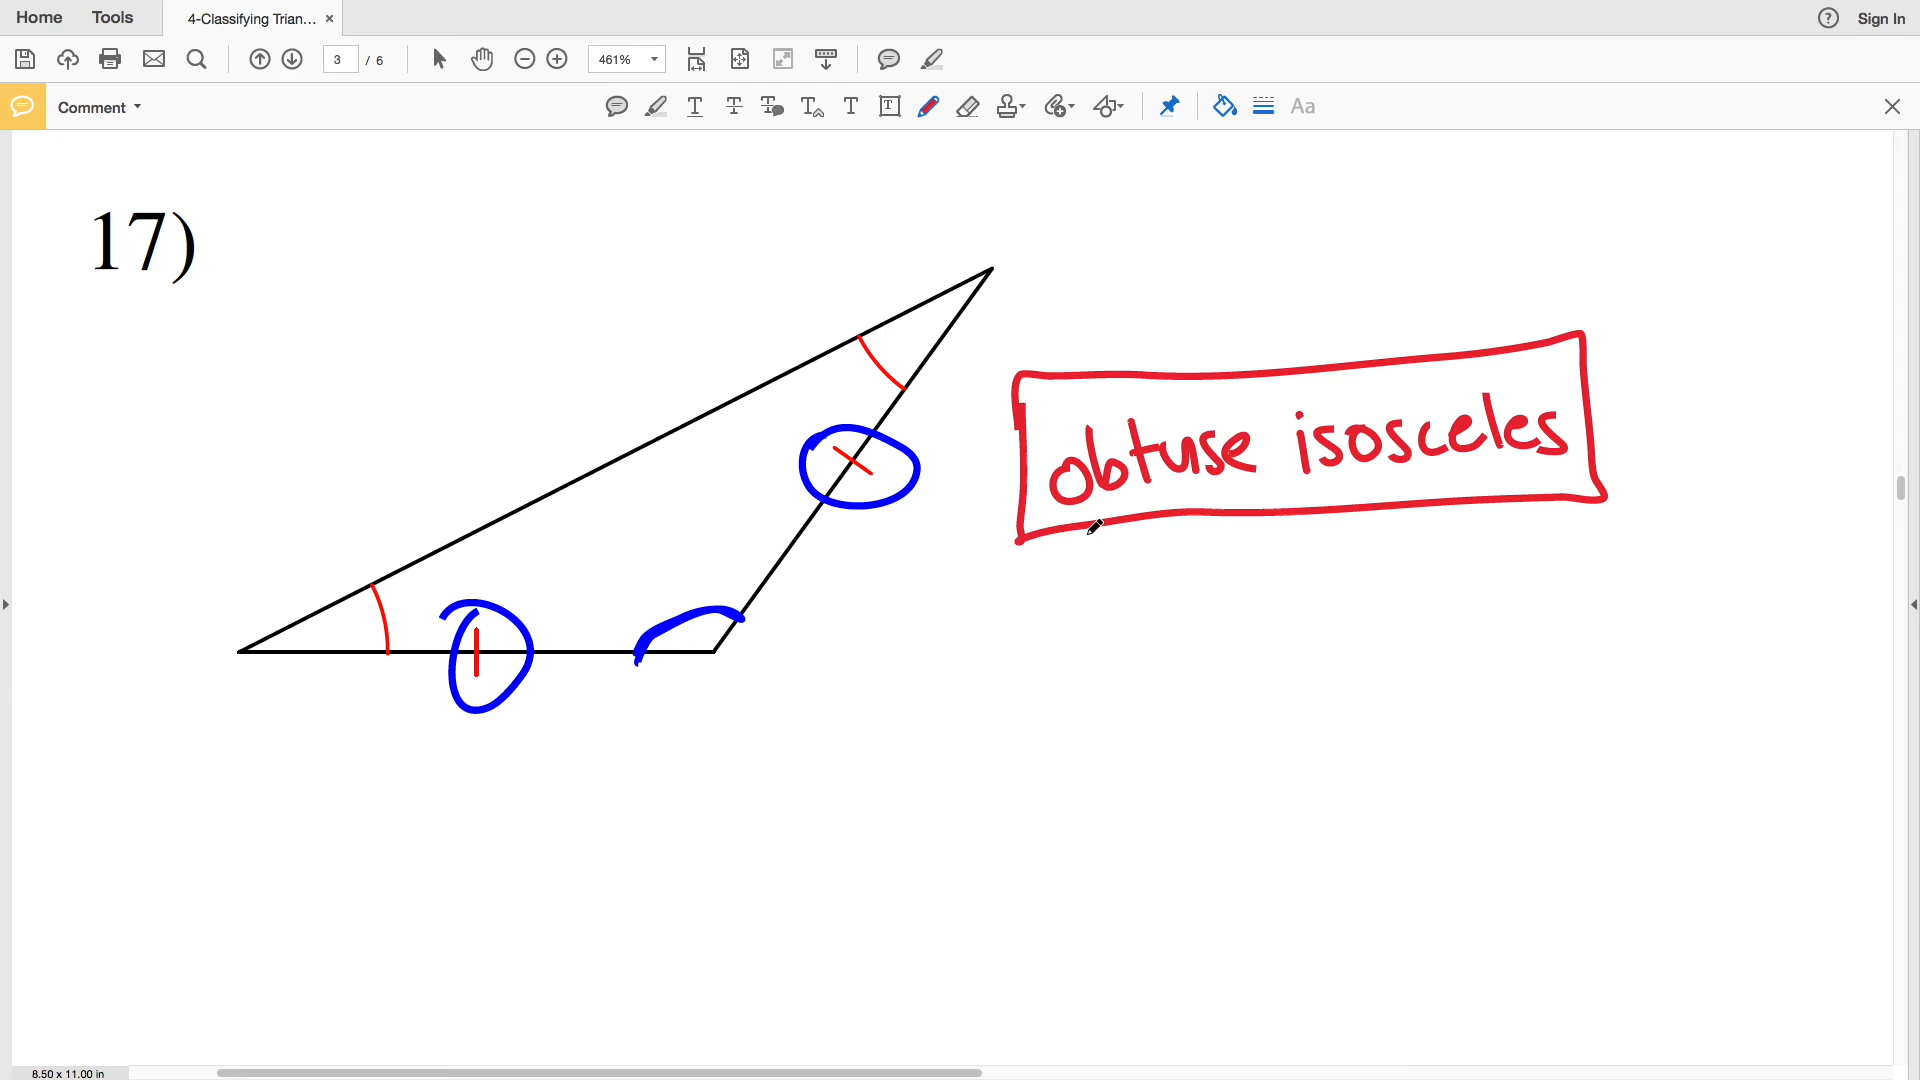 Home Tools 4-Classifying Trian... × ? Sign In
3 / 6 461%
Comment Aa
17)
obtuse isosceles
8.50 x 11.00 in